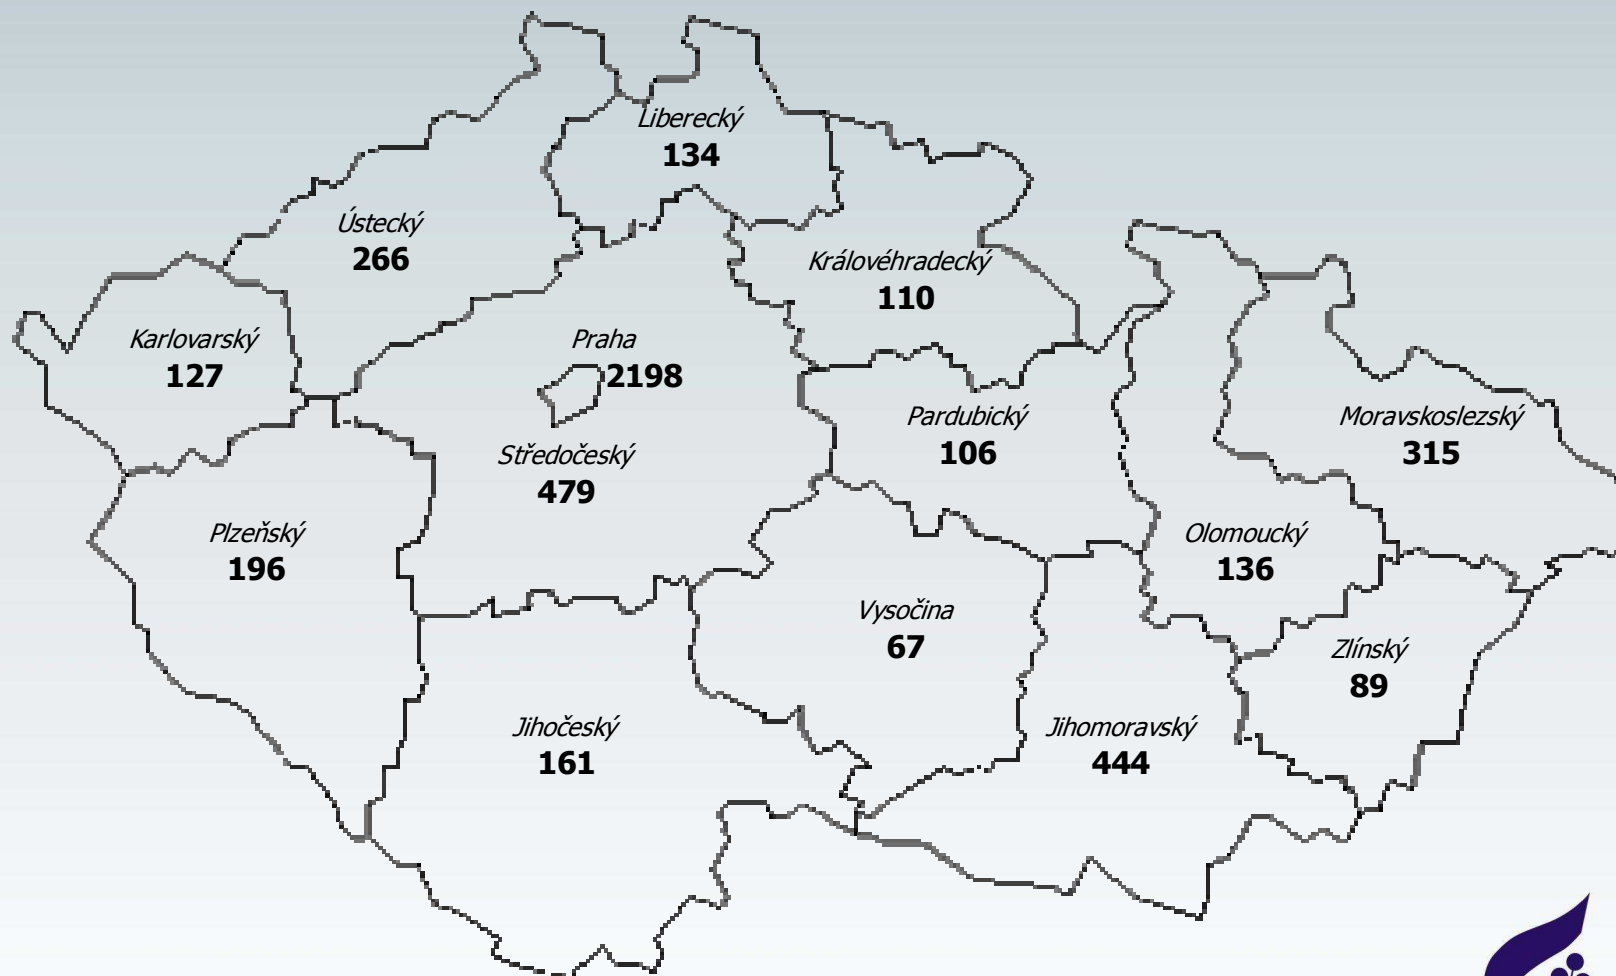 Liberecký
134
Ústecký
266
Královéhradecký
110
Karlovarský
127
Praha
2198
Pardubický
106
Moravskoslezský
315
Středočeský
479
Plzeňský
196
Olomoucký
136
Vysočina
67
Zlínský
89
Jihočeský
161
Jihomoravský
444